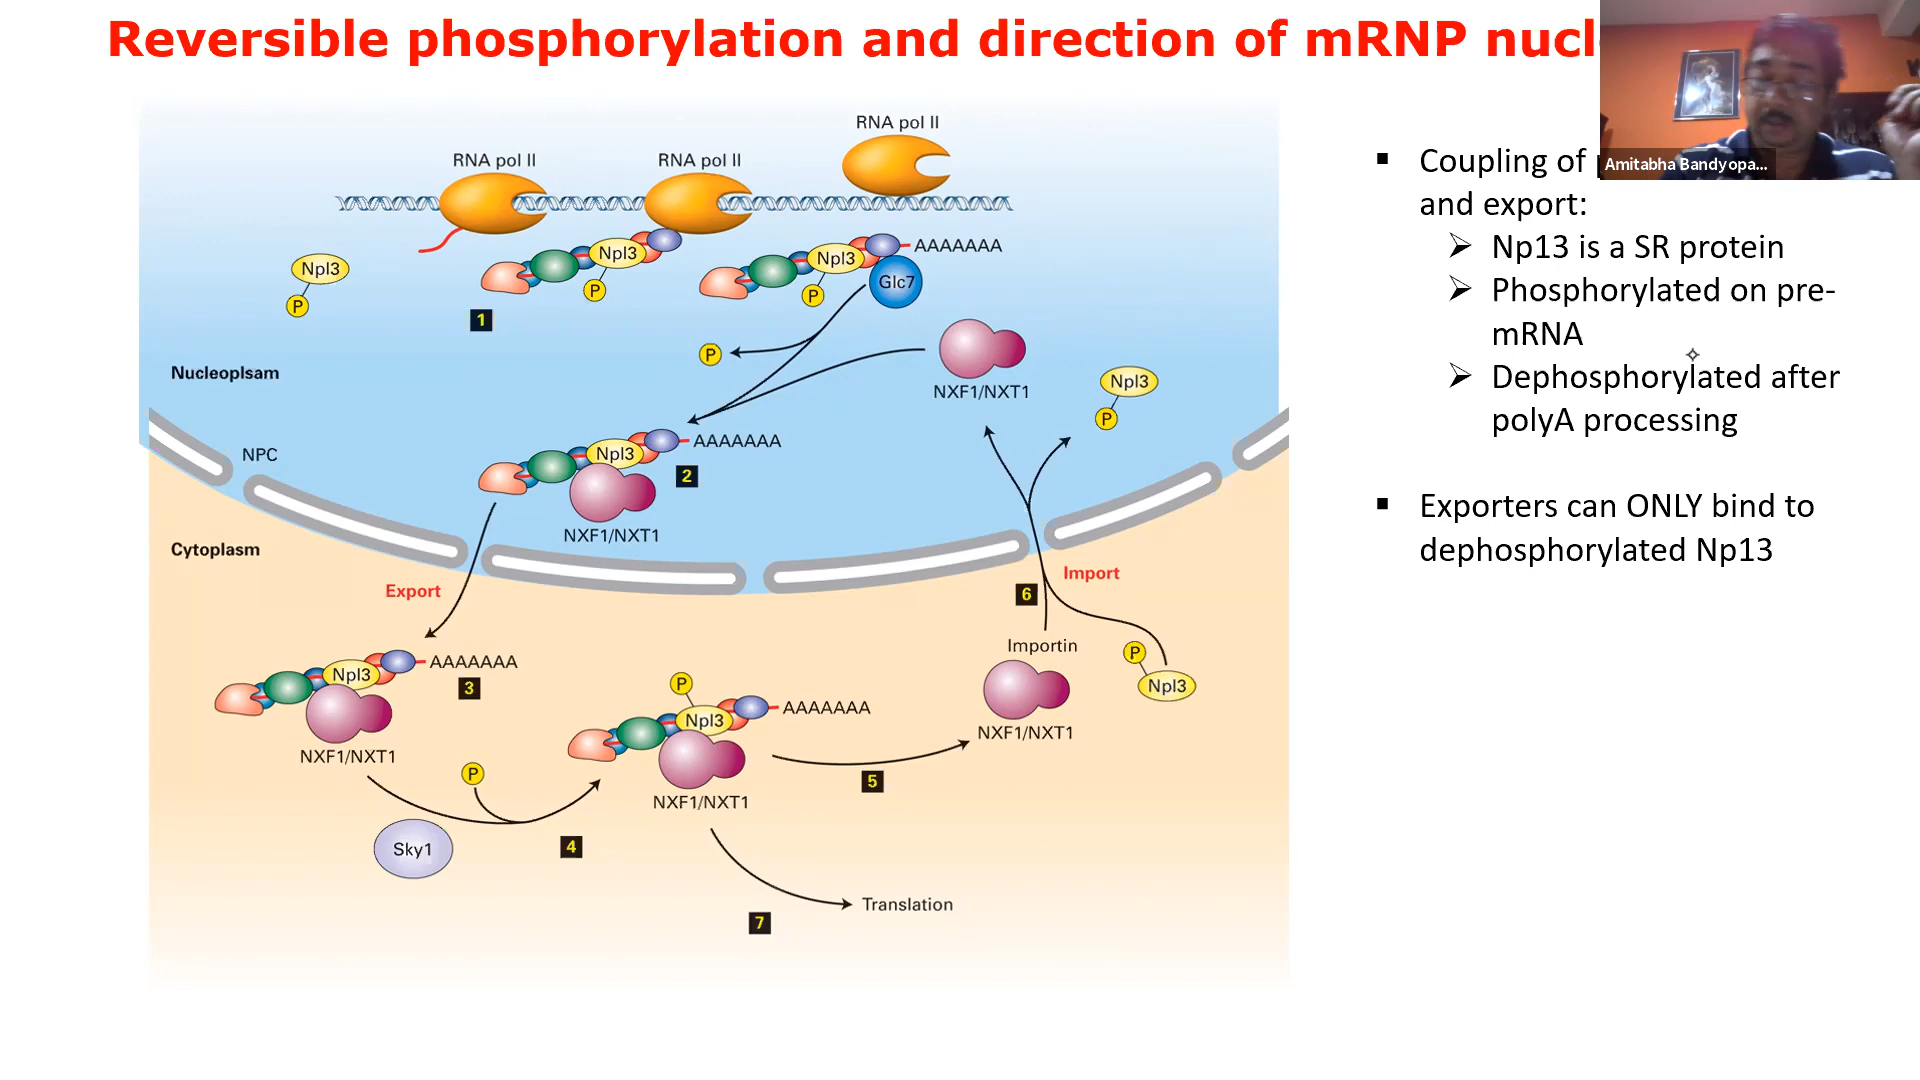 Reversible phosphorylation and direction of mRNP nucl
Amitabha Bandyopa...
RNA pol II
RNA pol II
RNA pol II
Npl3
P
Npl3
P
1
Npl3
P
AAAAAAA
Glc7
P
NXF1/NXT1
Npl3
P
Nucleoplsam
NPC
Npl3
AAAAAAA
2
NXF1/NXT1
Cytoplasm
Export
Import
6
Importin
NXF1/NXT1
P
Npl3
Npl3
AAAAAAA
3
NXF1/NXT1
P
Sky1
4
P
Npl3
AAAAAAA
NXF1/NXT1
5
7
Translation
▪ Coupling of
and export:
➢ Np13 is a SR protein
➢ Phosphorylated on pre-
mRNA
➢ Dephosphorylated after
polyA processing
▪ Exporters can ONLY bind to
dephosphorylated Np13